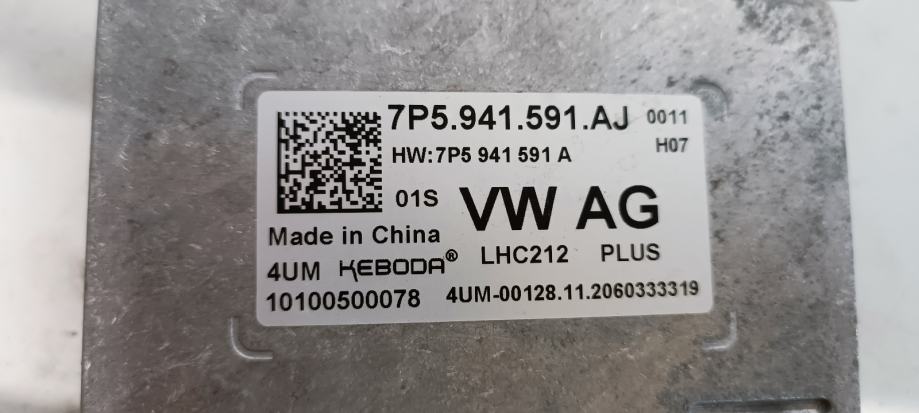 7P5.941.591.AJ 0011
HW:7P5 941 591 A H07
01S VW AG
Made in China
LHC212 PLUS
4UM KEBODA®
10100500078 4UM-00128.11.2060333319